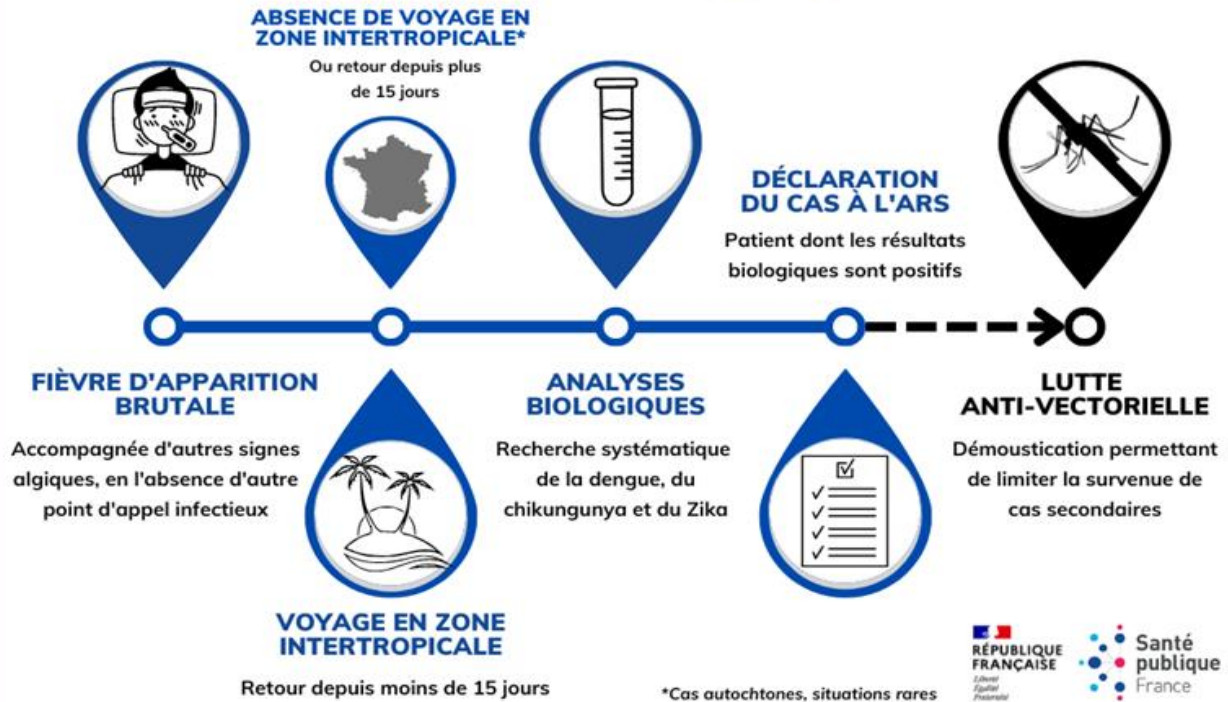 ABSENCE DE VOYAGE EN
ZONE INTERTROPICALE*
Ou retour depuis plus
de 15 jours
DÉCLARATION
DU CAS À L'ARS
Patient dont les résultats
biologiques sont positifs
FIÈVRE D'APPARITION
BRUTALE
Accompagnée d'autres signes
algiques, en l'absence d'autre
point d'appel infectieux
ANALYSES
BIOLOGIQUES
Recherche systématique
de la dengue, du
chikungunya et du Zika
LUTTE
ANTI-VECTORIELLE
Démoustication permettant
de limiter la survenue de
cas secondaires
VOYAGE EN ZONE
INTERTROPICALE
Retour depuis moins de 15 jours
*Cas autochtones, situations rares
RÉPUBLIQUE
FRANÇAISE
Liberté
Égalité
Fraternité
Santé
publique
France